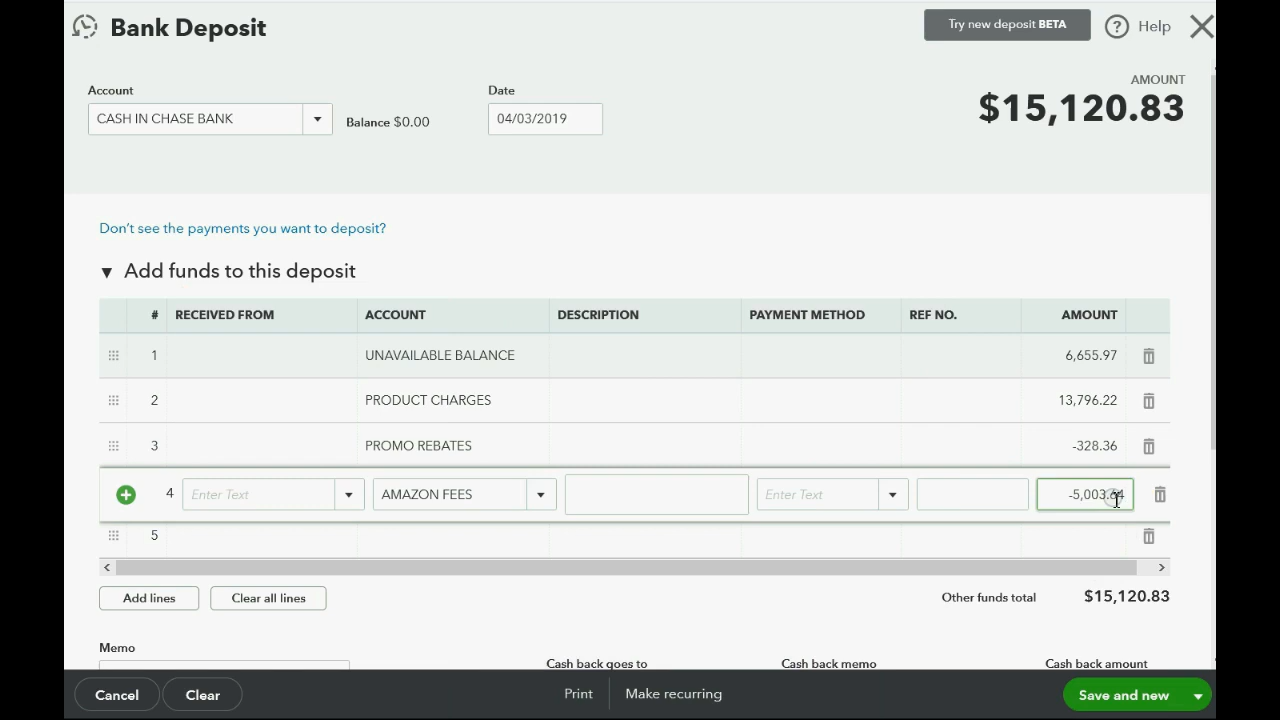 Bank Deposit
Try new deposit BETA
? Help
Account
Date
AMOUNT
CASH IN CHASE BANK
Balance $0.00
04/03/2019
$15,120.83
Don't see the payments you want to deposit?
Add funds to this deposit
# RECEIVED FROM ACCOUNT DESCRIPTION PAYMENT METHOD REF NO. AMOUNT
1 UNAVAILABLE BALANCE 6,655.97
2 PRODUCT CHARGES 13,796.22
3 PROMO REBATES -328.36
4 Enter Text AMAZON FEES Enter Text -5,003.64
5
Add lines Clear all lines Other funds total $15,120.83
Memo
Cash back goes to Cash back memo Cash back amount
Cancel Clear Print Make recurring Save and new